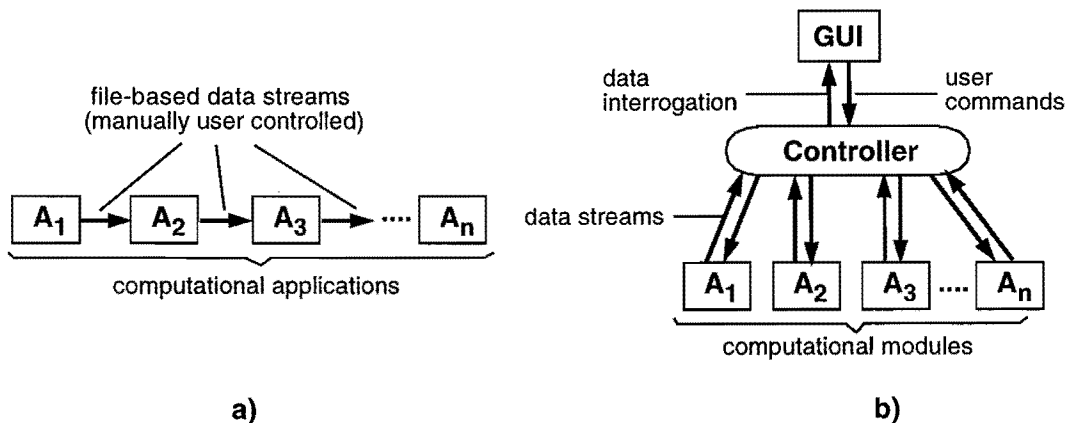 file-based data streams
(manually user controlled)
A1 A2 A3 .... An
computational applications
a)
GUI
data
interrogation
user
commands
Controller
data streams
A1 A2 A3 .... An
computational modules
b)